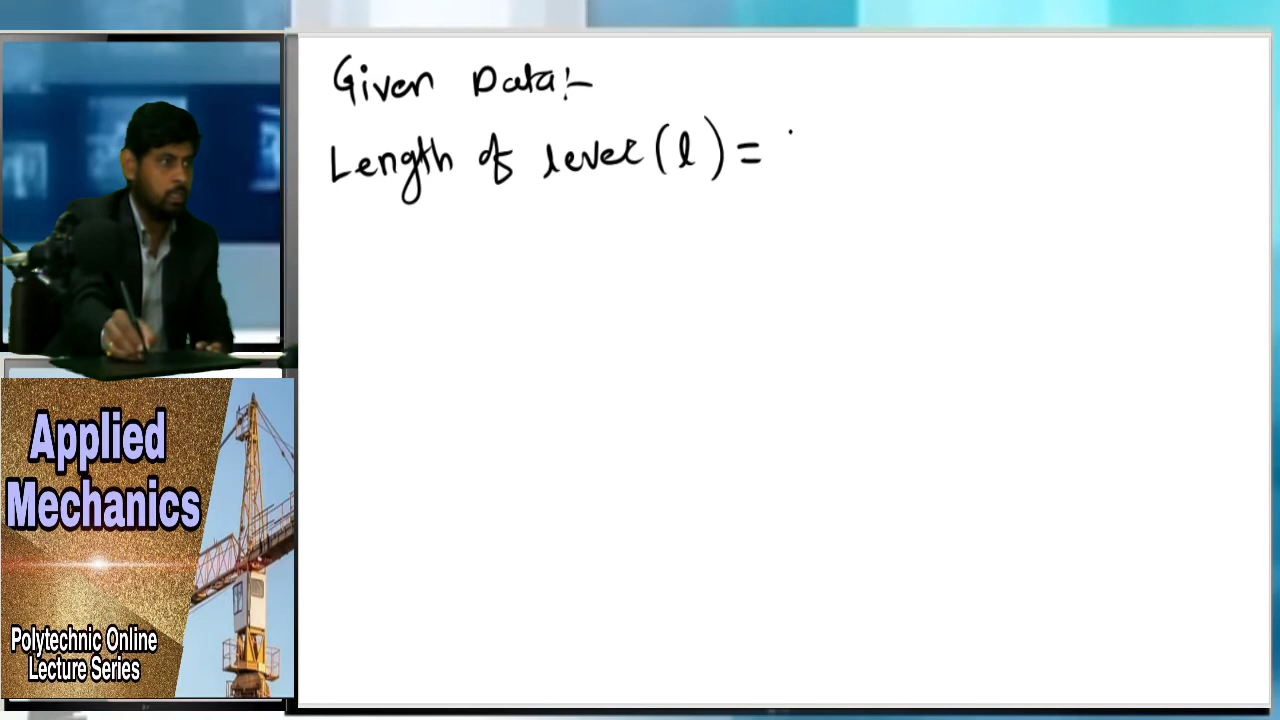 Given Data:-
Length of level (l) =
Applied
Mechanics
Polytechnic Online
Lecture Series